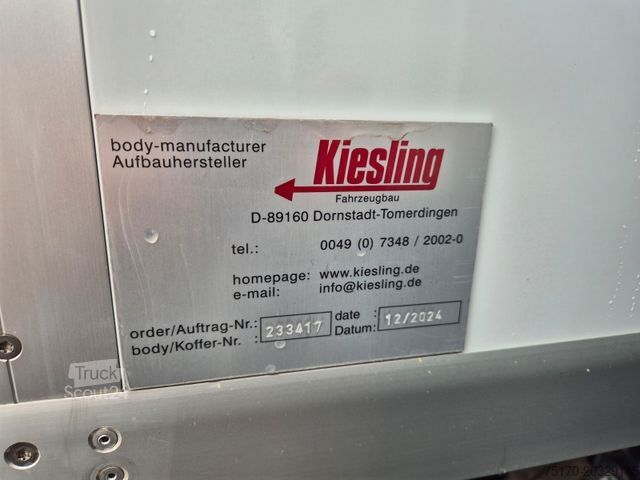 body-manufacturer
Aufbauhersteller
Kiesling
Fahrzeugbau
D-89160 Dornstadt-Tomerdingen
tel.: 0049 (0) 7348 / 2002-0
homepage: www.kiesling.de
e-mail: info@kiesling.de
order/Auftrag-Nr.: 233417 date : 12/2024
body/Koffer-Nr. : Datum:
Truck
Scout24